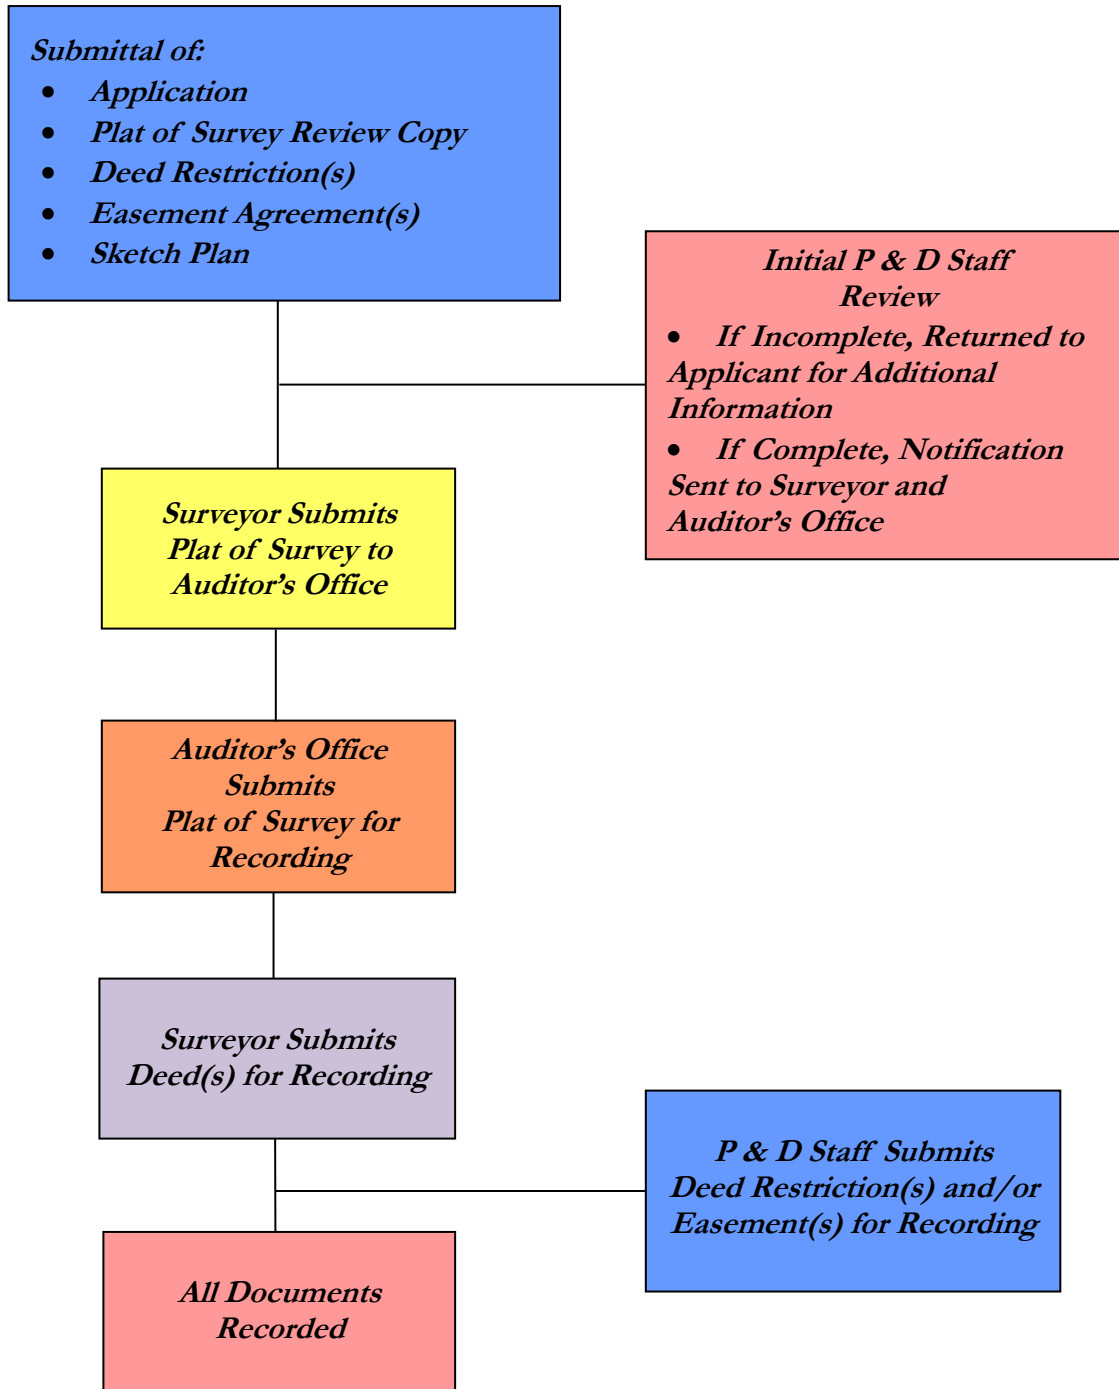 Submittal of:
• Application
• Plat of Survey Review Copy
• Deed Restriction(s)
• Easement Agreement(s)
• Sketch Plan
Initial P & D Staff
Review
• If Incomplete, Returned to
Applicant for Additional
Information
• If Complete, Notification
Sent to Surveyor and
Auditor’s Office
Surveyor Submits
Plat of Survey to
Auditor’s Office
Auditor’s Office
Submits
Plat of Survey for
Recording
Surveyor Submits
Deed(s) for Recording
P & D Staff Submits
Deed Restriction(s) and/or
Easement(s) for Recording
All Documents
Recorded